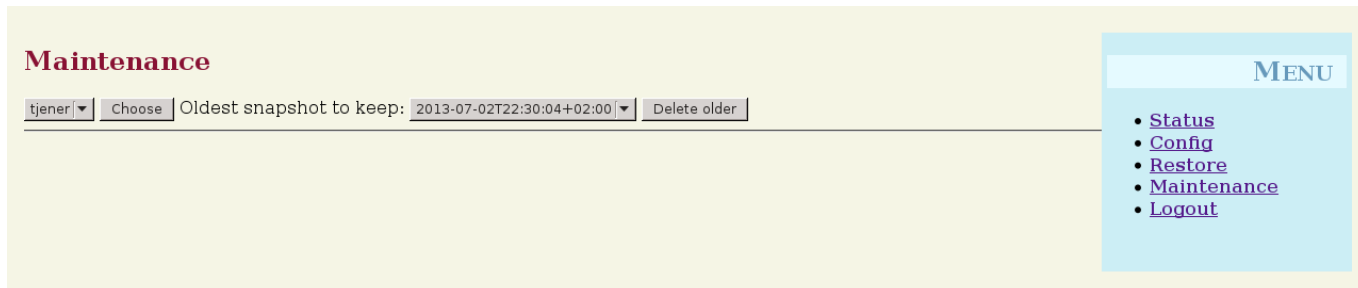 Maintenance
tjener Choose Oldest snapshot to keep: 2013-07-02T22:30:04+02:00 Delete older
MENU
Status
Config
Restore
Maintenance
Logout